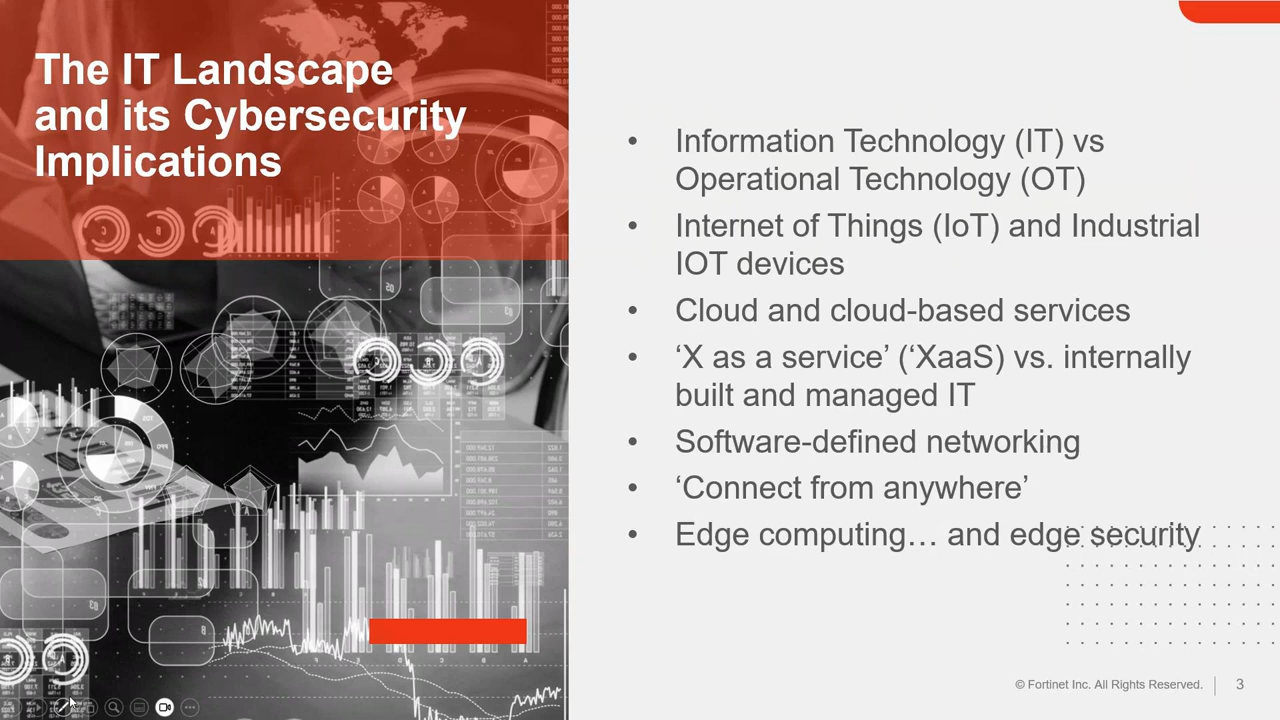 The IT Landscape
and its Cybersecurity
Implications
• Information Technology (IT) vs
Operational Technology (OT)
• Internet of Things (IoT) and Industrial
IOT devices
• Cloud and cloud-based services
• ‘X as a service’ (‘XaaS) vs. internally
built and managed IT
• Software-defined networking
• ‘Connect from anywhere’
• Edge computing… and edge security
© Fortinet Inc. All Rights Reserved. 3